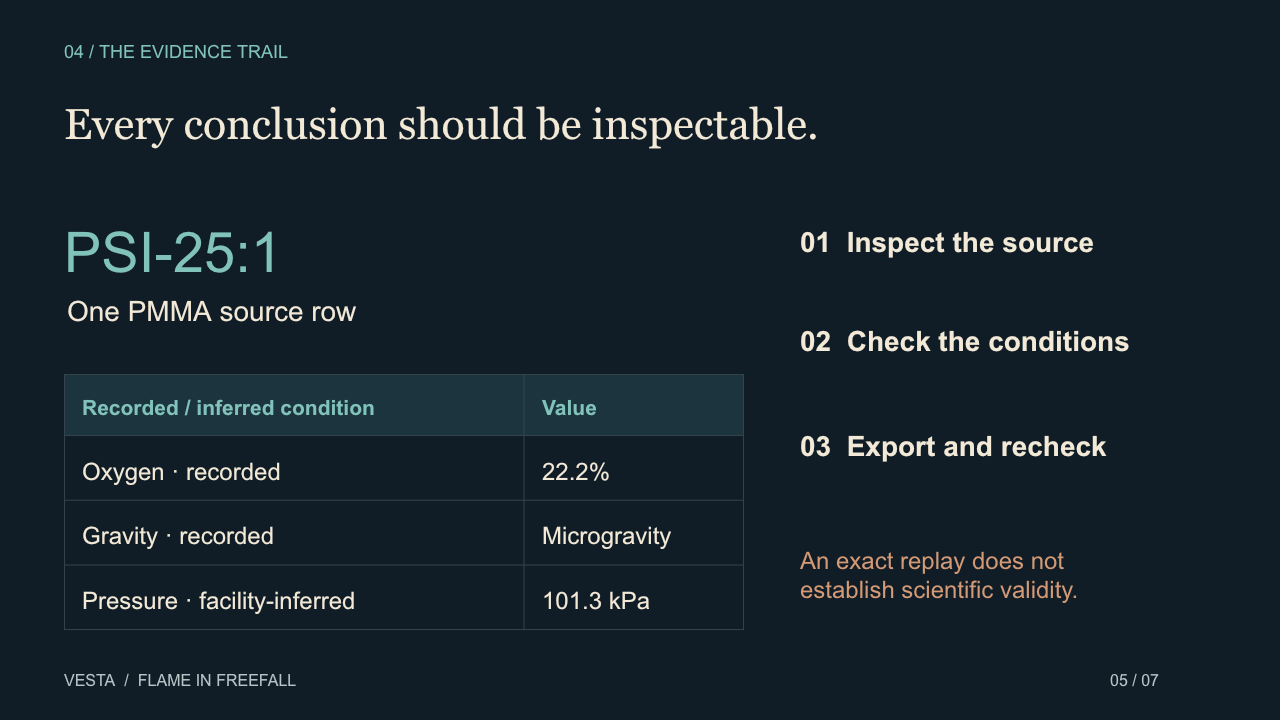 04 / THE EVIDENCE TRAIL
Every conclusion should be inspectable.
PSI-25:1
One PMMA source row
Recorded / inferred condition
Value
Oxygen · recorded
22.2%
Gravity · recorded
Microgravity
Pressure · facility-inferred
101.3 kPa
01 Inspect the source
02 Check the conditions
03 Export and recheck
An exact replay does not
establish scientific validity.
VESTA / FLAME IN FREEFALL
05 / 07